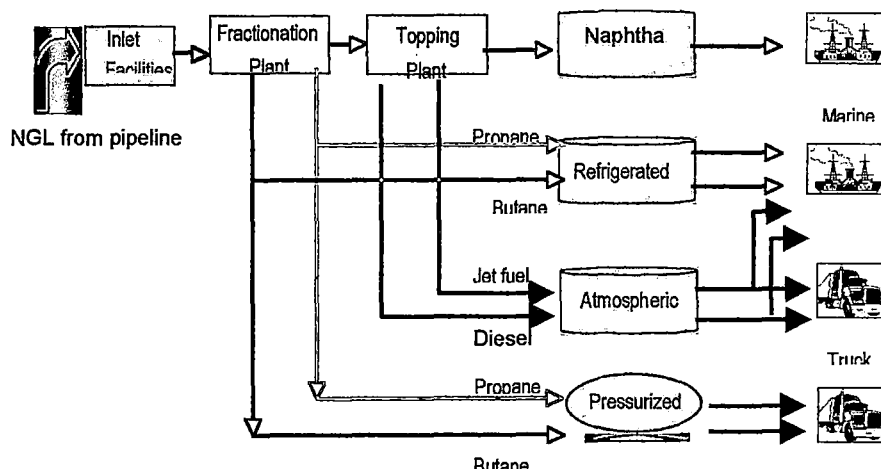 Inlet
Facilities
Fractionation
Plant
Topping
Plant
Naphtha
NGL from pipeline
Marine
Propane
Refrigerated
Butane
Jet fuel
Atmospheric
Diesel
Truck
Propane
Pressurized
Butane